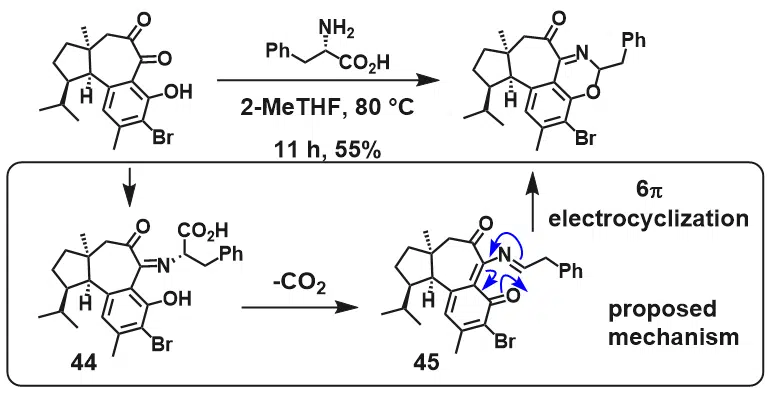 O
O
OH
Br
H
NH2
Ph
CO2H
2-MeTHF, 80 °C
11 h, 55%
O
N
Ph
O
Br
H
O
CO2H
N
Ph
OH
Br
H
44
-CO2
O
N
Ph
O
Br
H
45
6π
electrocyclization
proposed
mechanism